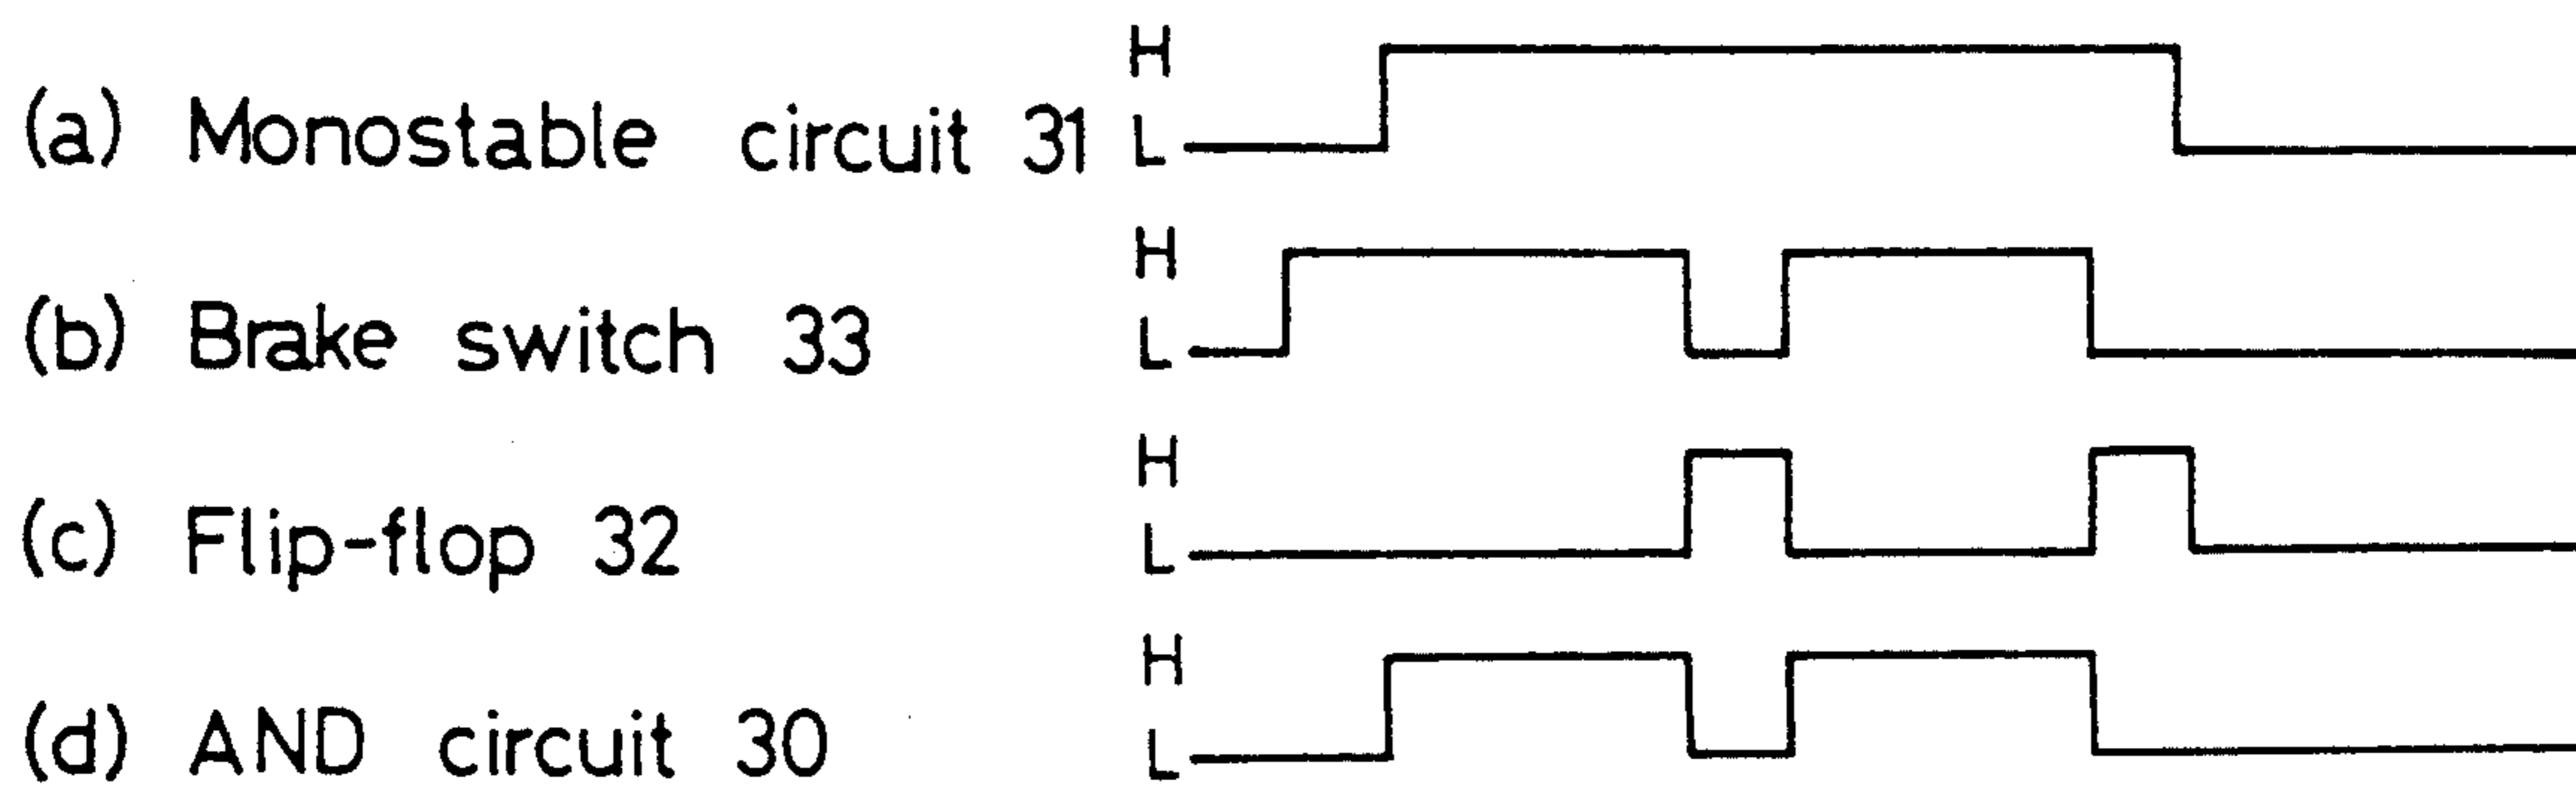 H
(a) Monostable circuit 31 L
H
(b) Brake switch 33 L
H
(c) Flip-flop 32 L
H
(d) AND circuit 30 L